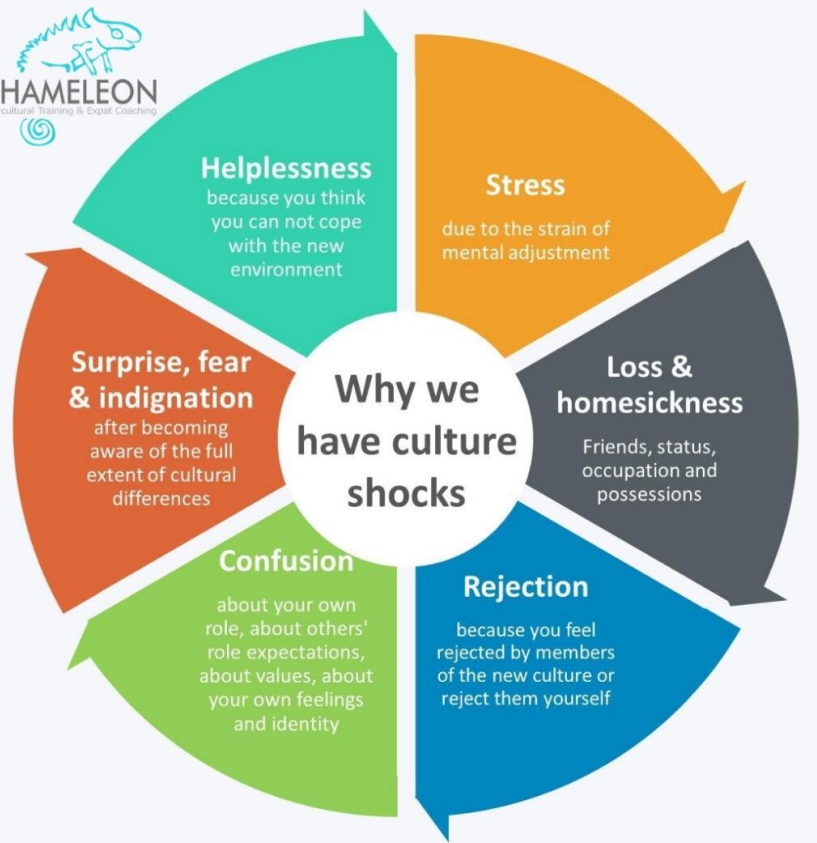 HAMELEON
cultural Training & Expat Coaching
Why we
have culture
shocks
Stress
due to the strain of
mental adjustment
Loss &
homesickness
Friends, status,
occupation and
possessions
Rejection
because you feel
rejected by members
of the new culture or
reject them yourself
Confusion
about your own
role, about others'
role expectations,
about values, about
your own feelings
and identity
Surprise, fear
& indignation
after becoming
aware of the full
extent of cultural
differences
Helplessness
because you think
you can not cope
with the new
environment